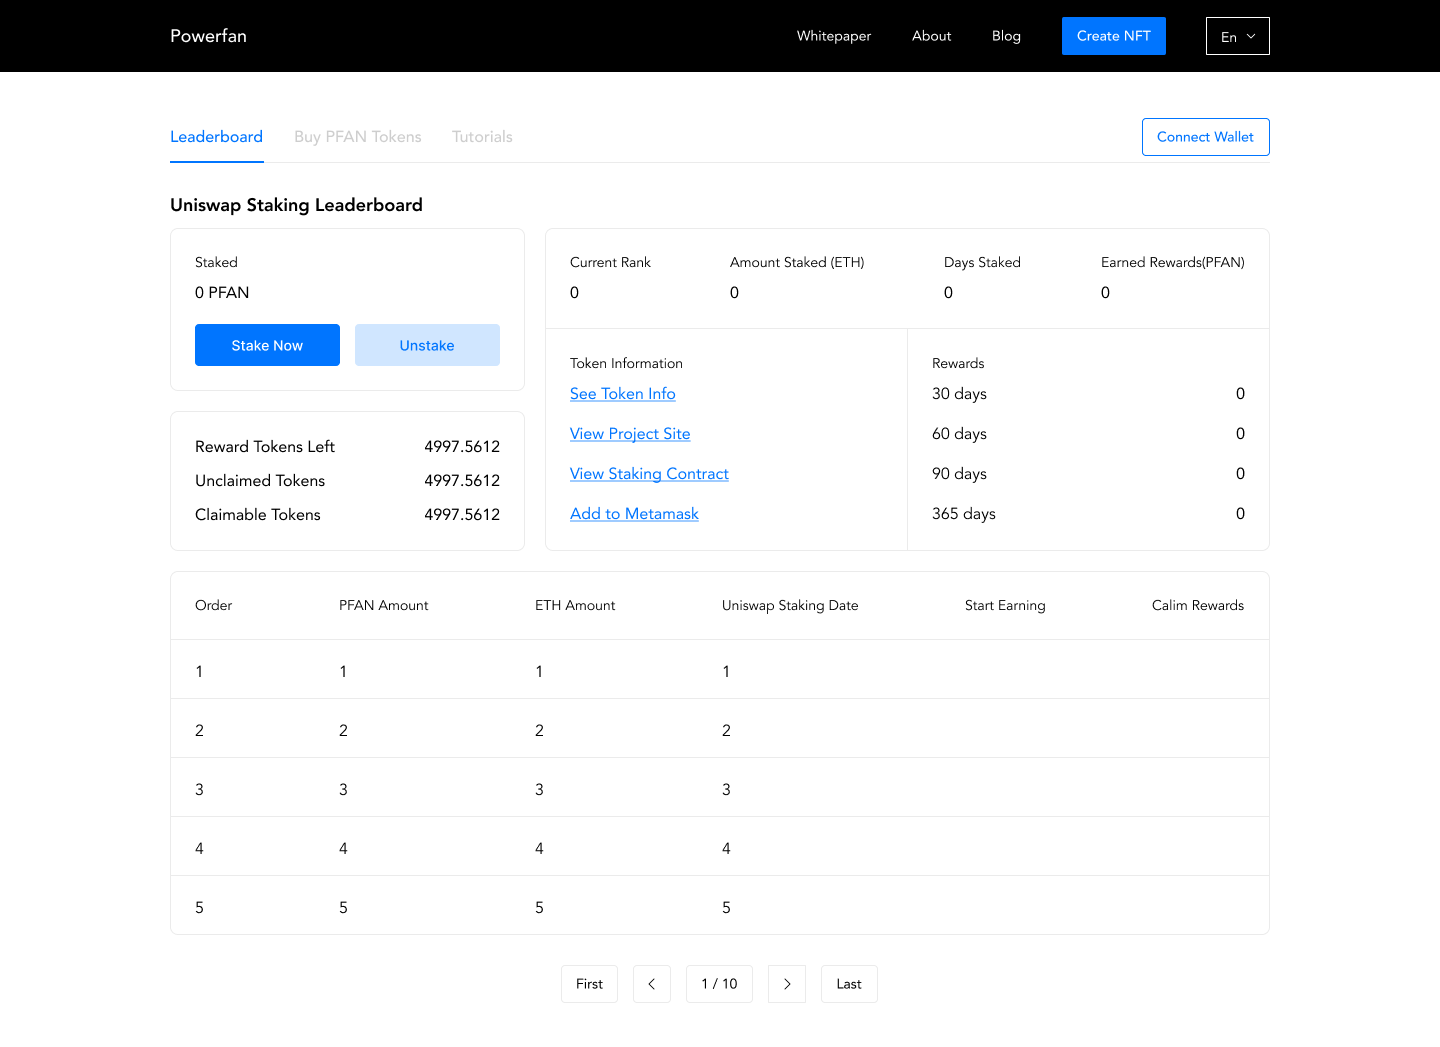 Powerfan Whitepaper About Blog Create NFT En
Leaderboard Buy PFAN Tokens Tutorials Connect Wallet
Uniswap Staking Leaderboard
Staked
0 PFAN
Stake Now Unstake
Reward Tokens Left 4997.5612
Unclaimed Tokens 4997.5612
Claimable Tokens 4997.5612
Current Rank Amount Staked (ETH) Days Staked Earned Rewards(PFAN)
0 0 0 0
Token Information
See Token Info
View Project Site
View Staking Contract
Add to Metamask
Rewards
30 days 0
60 days 0
90 days 0
365 days 0
Order PFAN Amount ETH Amount Uniswap Staking Date Start Earning Calim Rewards
1 1 1 1
2 2 2 2
3 3 3 3
4 4 4 4
5 5 5 5
First 1 / 10 Last